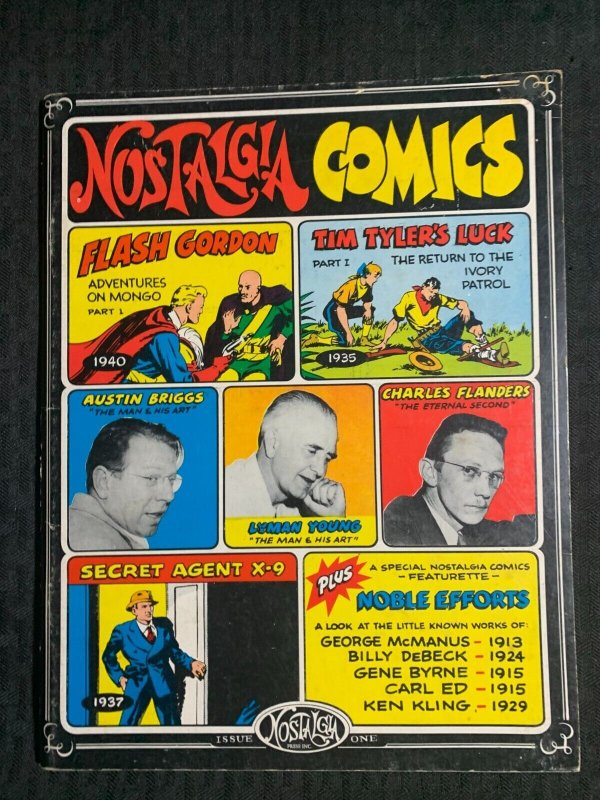 NOSTALGIA COMICS
FLASH GORDON
ADVENTURES
ON MONGO
PART 1
1940
TIM TYLER'S LUCK
PART I
THE RETURN TO THE
IVORY
PATROL
1935
AUSTIN BRIGGS
"THE MAN & HIS ART"
LYMAN YOUNG
"THE MAN & HIS ART"
CHARLES FLANDERS
"THE ETERNAL SECOND"
SECRET AGENT X-9
1937
PLUS
A SPECIAL NOSTALGIA COMICS
- FEATURETTE -
NOBLE EFFORTS
A LOOK AT THE LITTLE KNOWN WORKS OF:
GEORGE McMANUS - 1913
BILLY DeBECK - 1924
GENE BYRNE - 1915
CARL ED - 1915
KEN KLING - 1929
ISSUE ONE
NOSTALGIA
PRESS INC.